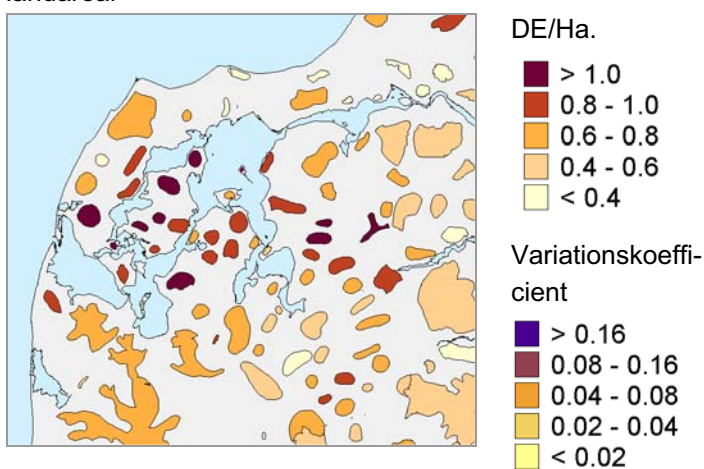 DE/Ha.
> 1.0
0.8 - 1.0
0.6 - 0.8
0.4 - 0.6
< 0.4
Variationskoeffi-
cient
> 0.16
0.08 - 0.16
0.04 - 0.08
0.02 - 0.04
< 0.02